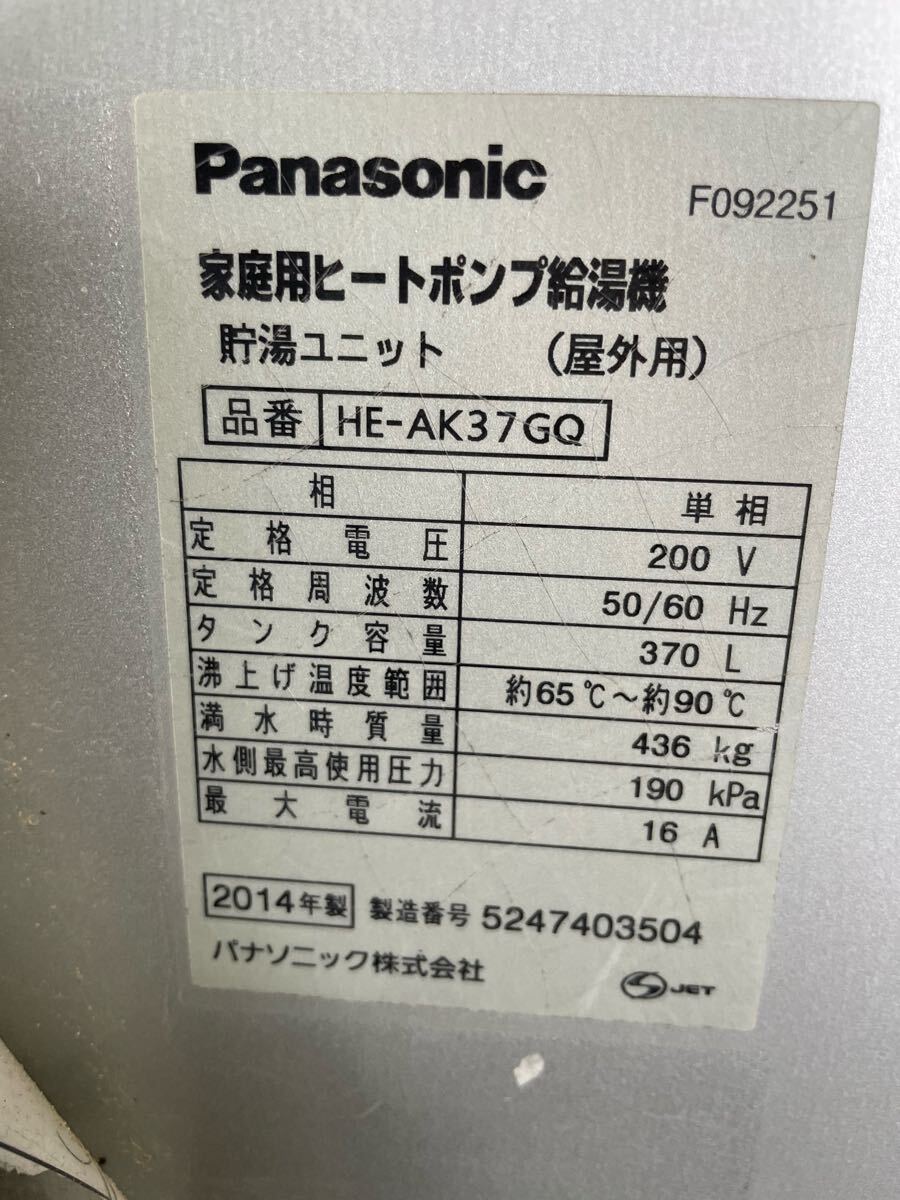 Panasonic
F092251
家庭用ヒートポンプ給湯機
貯湯ユニット (屋外用)
品番 HE-AK37GQ
相 単相
定格電圧 200 V
定格周波数 50/60 Hz
タンク容量 370 L
沸上げ温度範囲 約65℃~約90℃
満水時質量 436 kg
水側最高使用圧力 190 kPa
最大電流 16 A
2014年製 製造番号 5247403504
パナソニック株式会社
JET